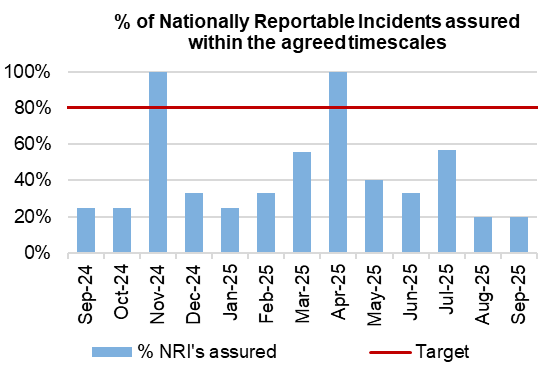 % of Nationally Reportable Incidents assured
within the agreed timescales
100%
80%
60%
40%
20%
0%
Sep-24
Oct-24
Nov-24
Dec-24
Jan-25
Feb-25
Mar-25
Apr-25
May-25
Jun-25
Jul-25
Aug-25
Sep-25
% NRI's assured
Target